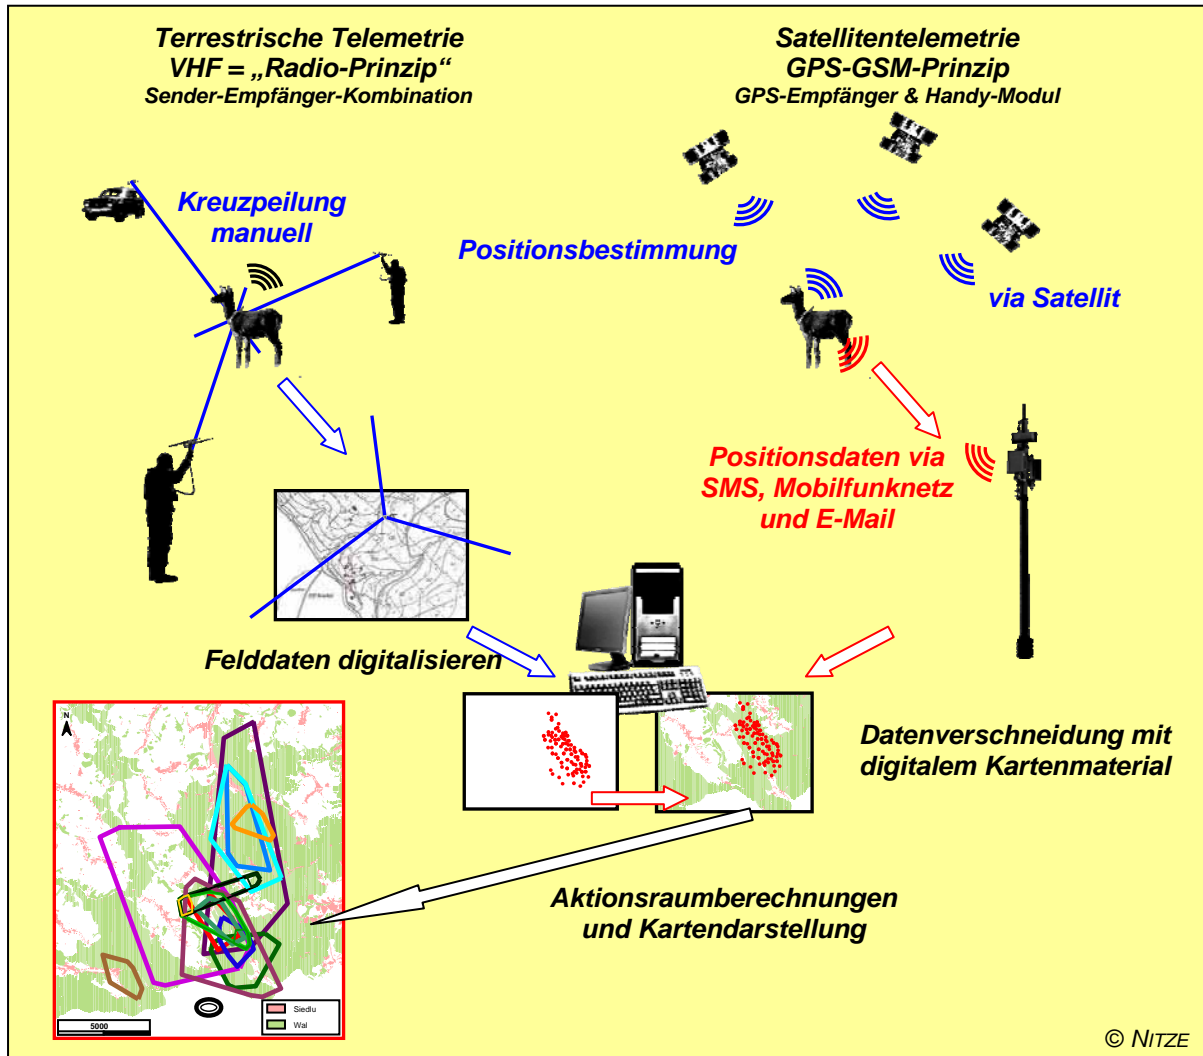 Terrestrische Telemetrie
VHF = „Radio-Prinzip“
Sender-Empfänger-Kombination
Satellitentelemetrie
GPS-GSM-Prinzip
GPS-Empfänger & Handy-Modul
Kreuzpeilung
manuell
Positionsbestimmung
via Satellit
Positionsdaten via
SMS, Mobilfunknetz
und E-Mail
Felddaten digitalisieren
Datenverschneidung mit
digitalem Kartenmaterial
Aktionsraumberechnungen
und Kartendarstellung
N
Siedlu
Wal
5000
© NITZE